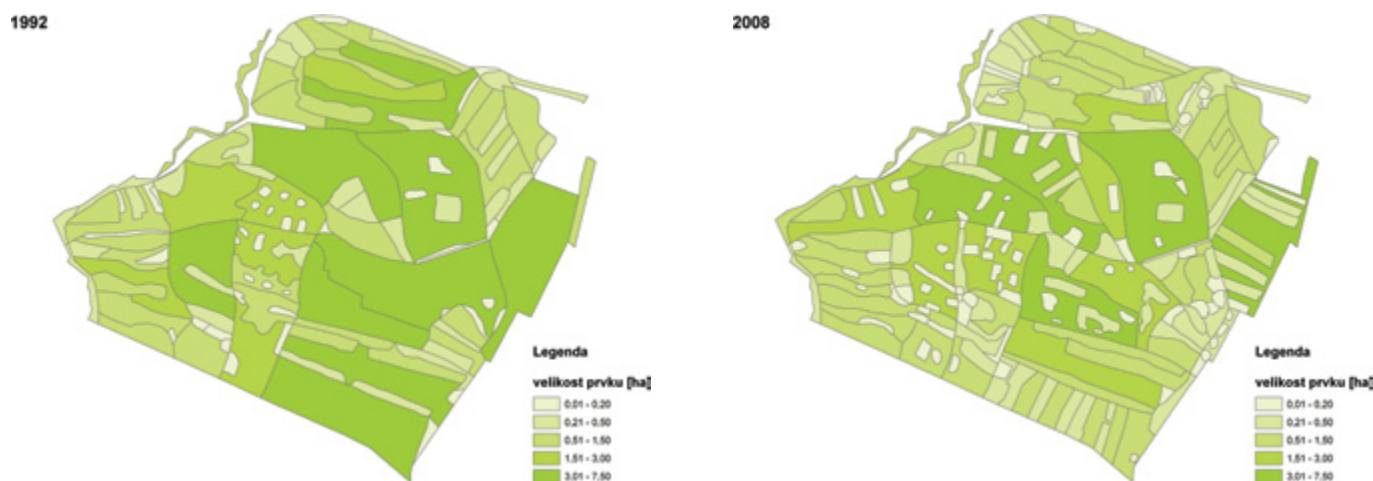 1992
Legenda
velikost prvku [ha]
0,01 - 0,20
0,21 - 0,50
0,51 - 1,50
1,51 - 3,00
3,01 - 7,50
2008
Legenda
velikost prvku [ha]
0,01 - 0,20
0,21 - 0,50
0,51 - 1,50
1,51 - 3,00
3,01 - 7,50